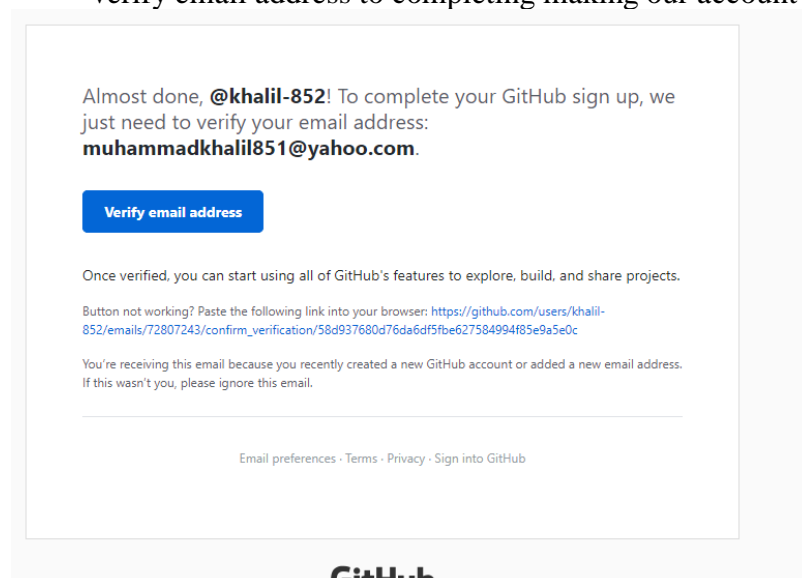 verify email address to completing making our account
Almost done, @khalil-852! To complete your GitHub sign up, we
just need to verify your email address:
muhammadkhalil851@yahoo.com.
Verify email address
Once verified, you can start using all of GitHub's features to explore, build, and share projects.
Button not working? Paste the following link into your browser: https://github.com/users/khalil-
852/emails/72807243/confirm_verification/58d937680d76da6df5fbe627584994f85e9a5e0c
You're receiving this email because you recently created a new GitHub account or added a new email address.
If this wasn't you, please ignore this email.
Email preferences · Terms · Privacy · Sign into GitHub
GitHub